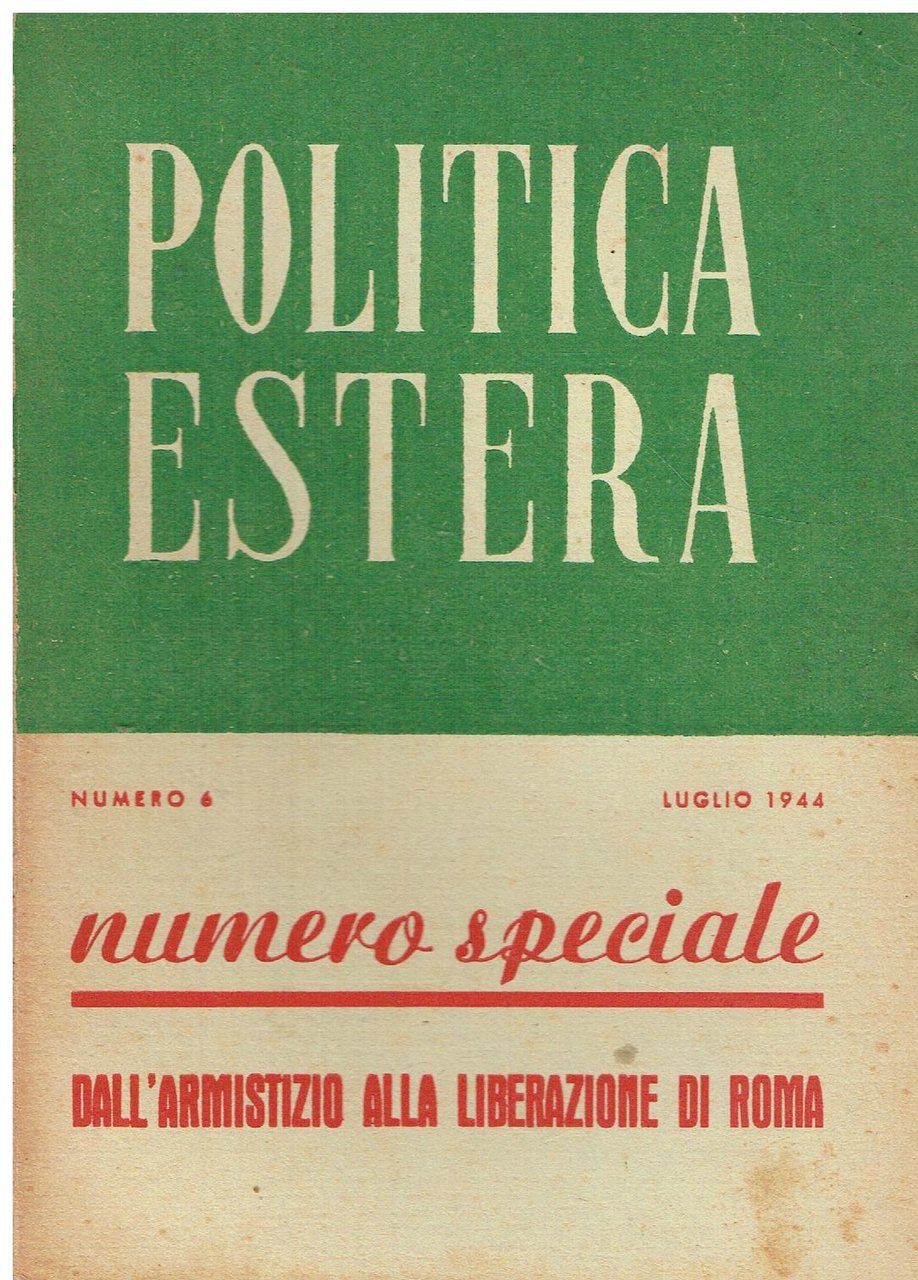 POLITICA
ESTERA
NUMERO 6 LUGLIO 1944
numero speciale
DALL'ARMISTIZIO ALLA LIBERAZIONE DI ROMA